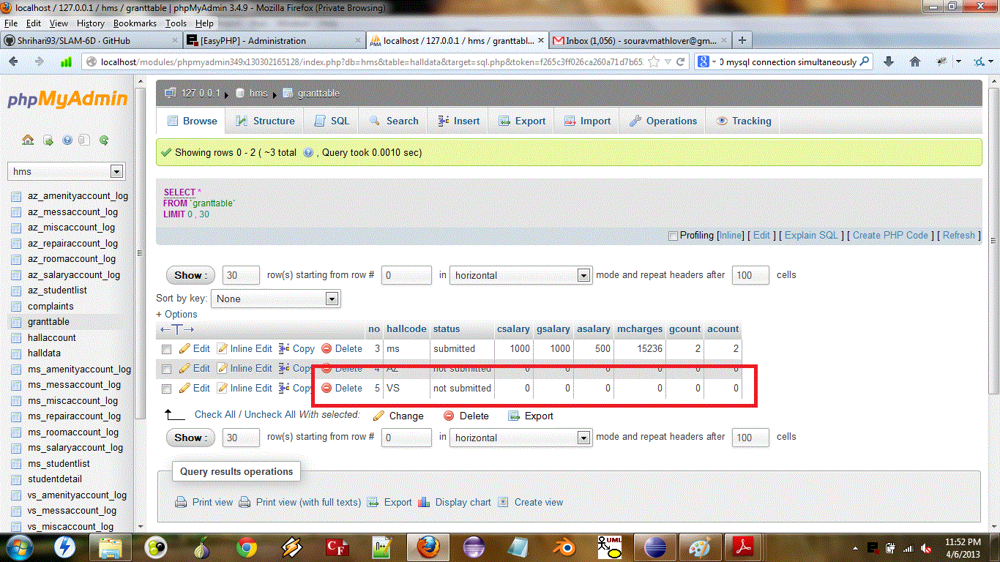 localhost / 127.0.0.1 / hms / granttable | phpMyAdmin 3.4.9 - Mozilla Firefox (Private Browsing)
File Edit View History Bookmarks Tools Help
Shrihari93/SLAM-6D · GitHub [EasyPHP] - Administration localhost / 127.0.0.1 / hms / granttabl... Inbox (1,056) - souravmathlover@gm...
localhost/modules/phpmyadmin349x130302165128/index.php?db=hms&table=halldata&target=sql.php&token=f265c3ff026ca260a71d7b65 mysql connection simultaneously
phpMyAdmin
hms
az_amenityaccount_log
az_messaccount_log
az_miscaccount_log
az_repairaccount_log
az_roomaccount_log
az_salaryaccount_log
az_studentlist
complaints
granttable
hallaccount
halldata
ms_amenityaccount_log
ms_messaccount_log
ms_miscaccount_log
ms_repairaccount_log
ms_roomaccount_log
ms_salaryaccount_log
ms_studentlist
studentdetail
vs_amenityaccount_log
vs_messaccount_log
vs_miscaccount_log
127.0.0.1 hms granttable
Browse Structure SQL Search Insert Export Import Operations Tracking
Showing rows 0 - 2 ( ~3 total , Query took 0.0010 sec)
SELECT *
FROM `granttable`
LIMIT 0 , 30
Profiling [Inline] [ Edit ] [ Explain SQL ] [ Create PHP Code ] [ Refresh ]
Show : 30 row(s) starting from row # 0 in horizontal mode and repeat headers after 100 cells
Sort by key: None
+ Options
←T→ no hallcode status csalary gsalary asalary mcharges gcount acount
Edit Inline Edit Copy Delete 3 ms submitted 1000 1000 500 15236 2 2
Edit Inline Edit Copy Delete 4 AZ not submitted 0 0 0 0 0 0
Edit Inline Edit Copy Delete 5 VS not submitted 0 0 0 0 0 0
Check All / Uncheck All With selected: Change Delete Export
Show : 30 row(s) starting from row # 0 in horizontal mode and repeat headers after 100 cells
Query results operations
Print view Print view (with full texts) Export Display chart Create view
11:52 PM
4/6/2013